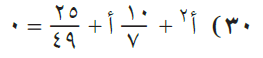 ٣٠) أ٢ + ١٠/٧ أ + ٢٥/٤٩ = ٠